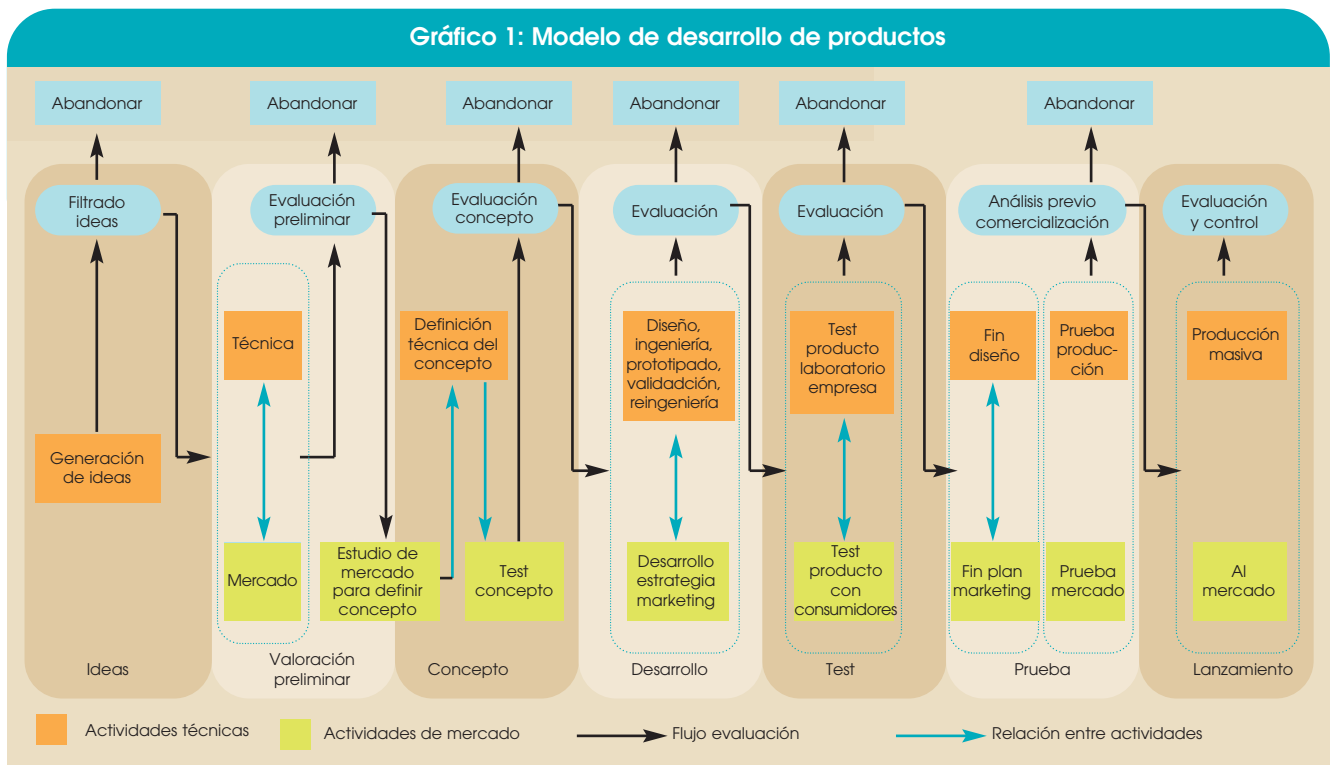 Gráfico 1: Modelo de desarrollo de productos
Abandonar
Abandonar
Abandonar
Abandonar
Abandonar
Abandonar
Filtrado
ideas
Evaluación
preliminar
Evaluación
concepto
Evaluación
Evaluación
Análisis previo
comercialización
Evaluación
y control
Técnica
Definición
técnica del
concepto
Diseño,
ingeniería,
prototipado,
validadción,
reingeniería
Test
producto
laboratorio
empresa
Fin
diseño
Prueba
produc-
ción
Producción
masiva
Generación
de ideas
Mercado
Estudio de
mercado
para definir
concepto
Test
concepto
Desarrollo
estrategia
marketing
Test
producto
con
consumidores
Fin plan
marketing
Prueba
mercado
Al
mercado
Ideas
Valoración
preliminar
Concepto
Desarrollo
Test
Prueba
Lanzamiento
Actividades técnicas
Actividades de mercado
Flujo evaluación
Relación entre actividades